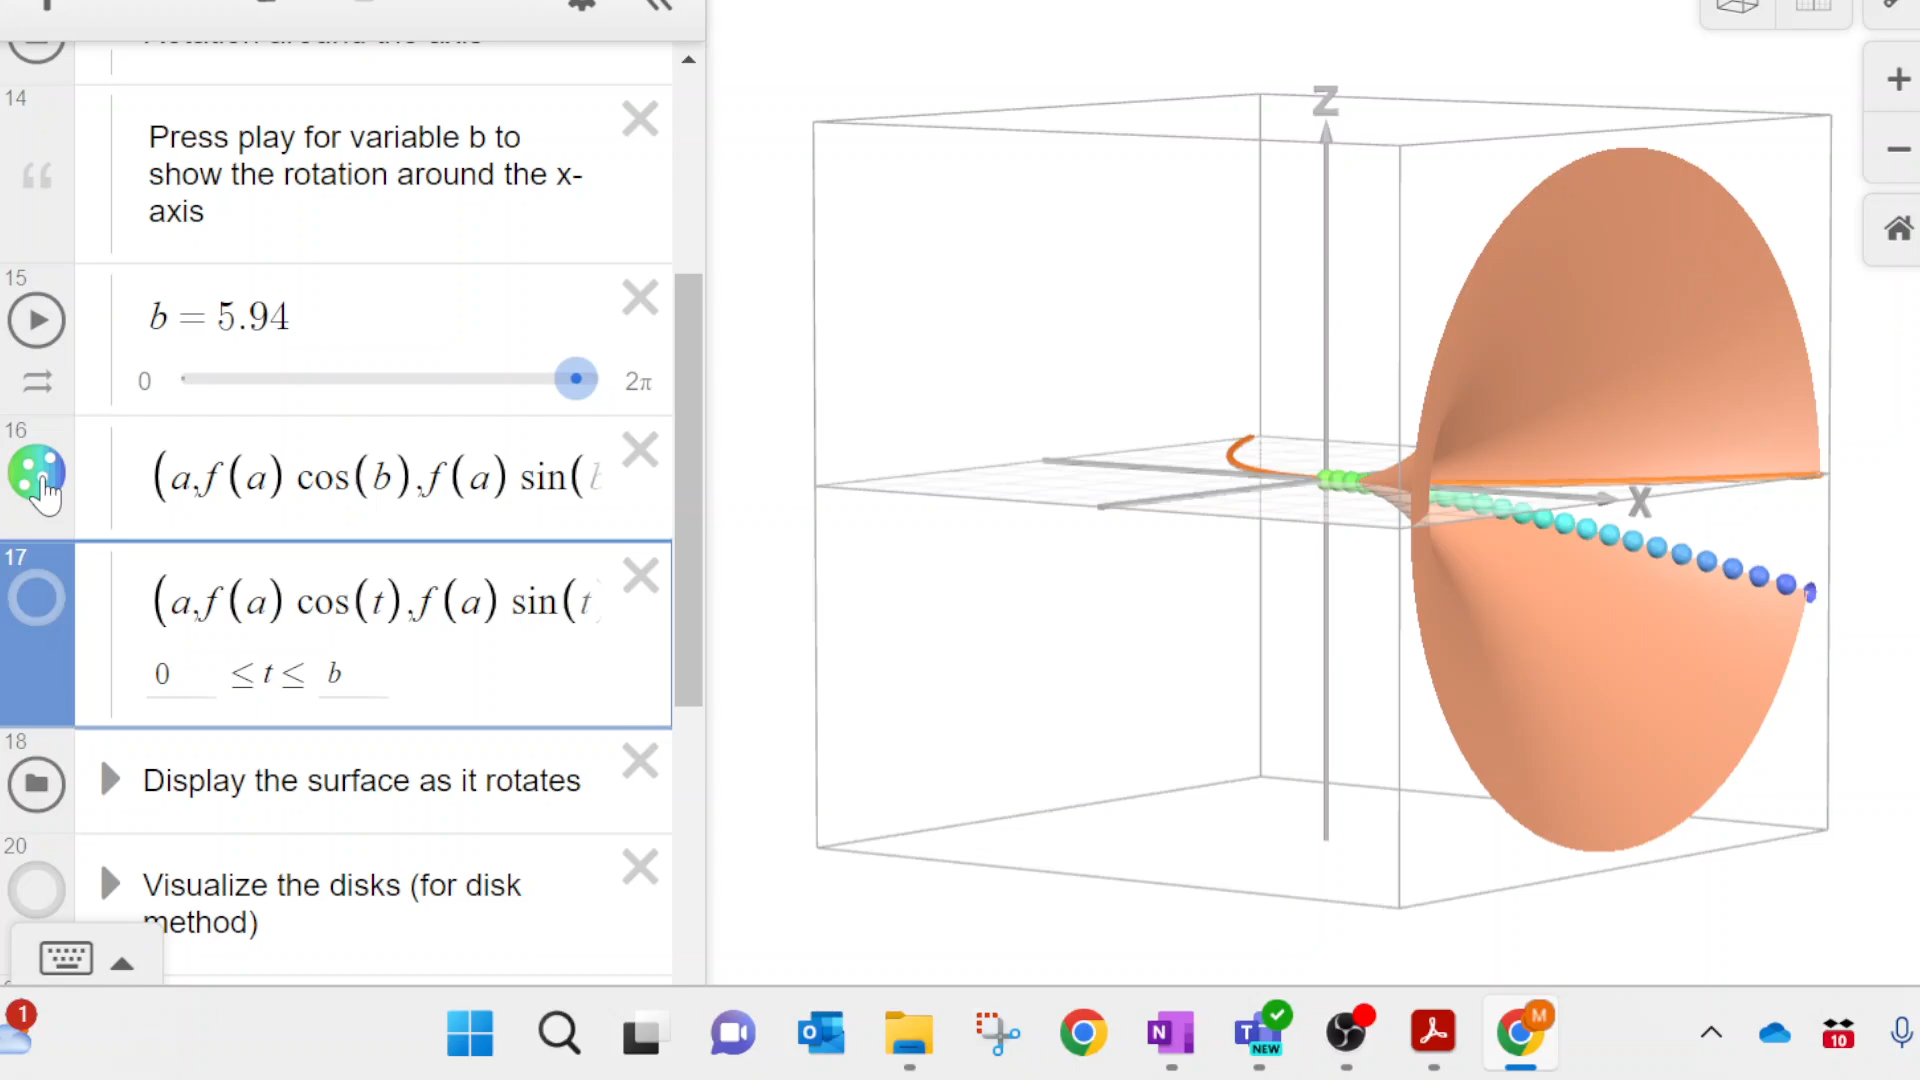 14
Press play for variable b to
show the rotation around the x-
axis
15
b = 5.94
0
2π
16
(a,f(a) cos(b),f(a) sin(b
17
(a,f(a) cos(t),f(a) sin(t
0 ≤ t ≤ b
18
Display the surface as it rotates
20
Visualize the disks (for disk
method)
Z
X
1
NEW
M
10